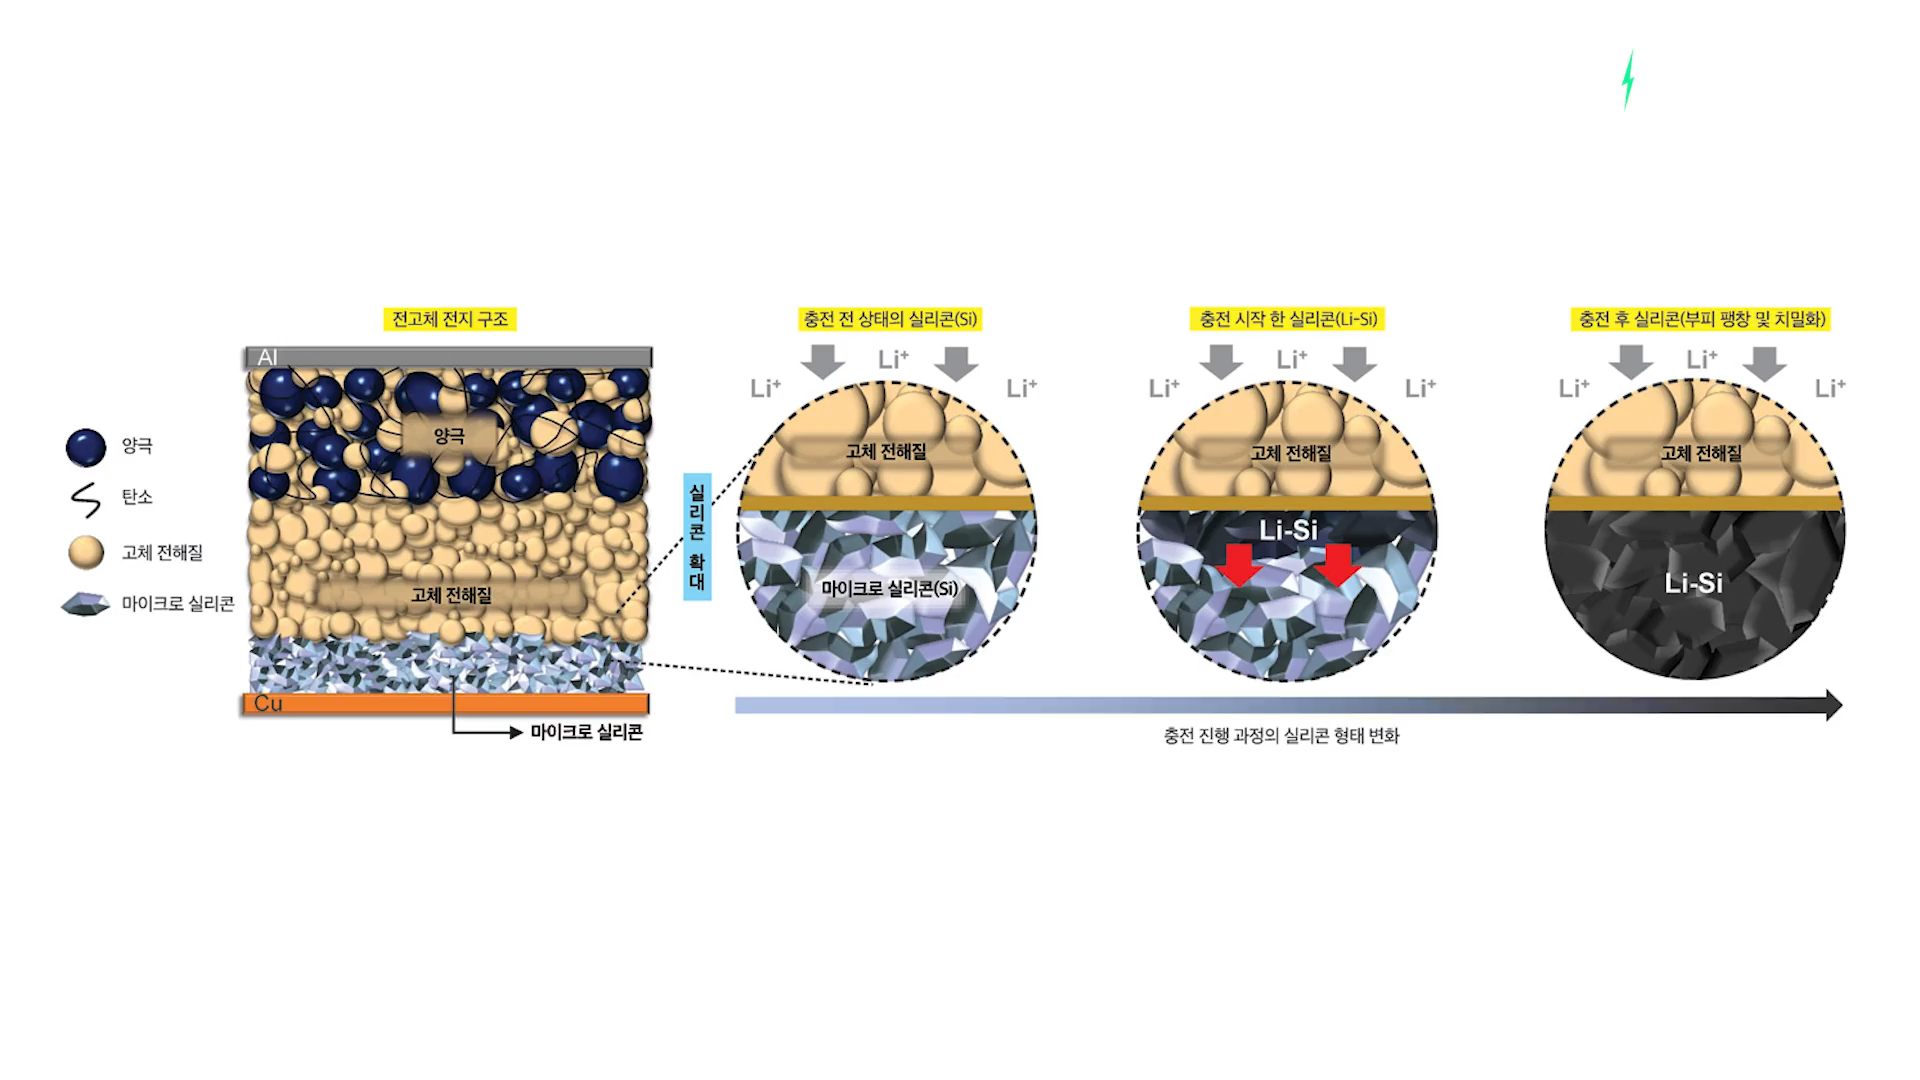 전고체 전지 구조
Al
양극
고체 전해질
Cu
마이크로 실리콘
양극
탄소
고체 전해질
마이크로 실리콘
실리콘 확대
충전 전 상태의 실리콘(Si)
Li⁺
Li⁺
Li⁺
고체 전해질
마이크로 실리콘(Si)
충전 시작 한 실리콘(Li-Si)
Li⁺
Li⁺
Li⁺
고체 전해질
Li-Si
충전 후 실리콘(부피 팽창 및 치밀화)
Li⁺
Li⁺
Li⁺
고체 전해질
Li-Si
충전 진행 과정의 실리콘 형태 변화